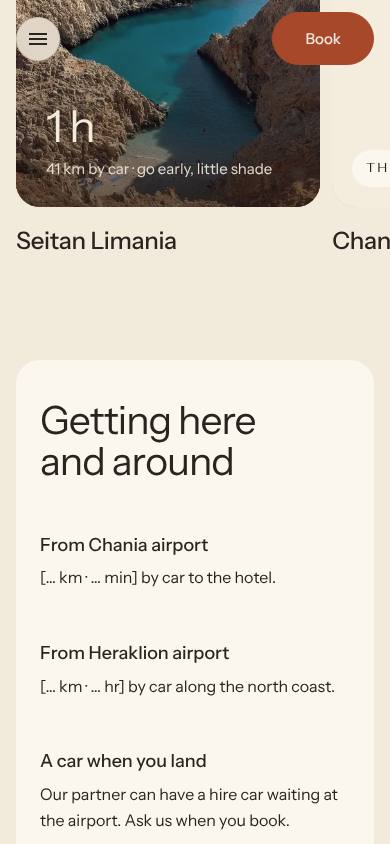 Book
1h
41 km by car · go early, little shade
TH
Seitan Limania
Chan
Getting here
and around
From Chania airport
[... km · ... min] by car to the hotel.
From Heraklion airport
[... km · ... hr] by car along the north coast.
A car when you land
Our partner can have a hire car waiting at
the airport. Ask us when you book.